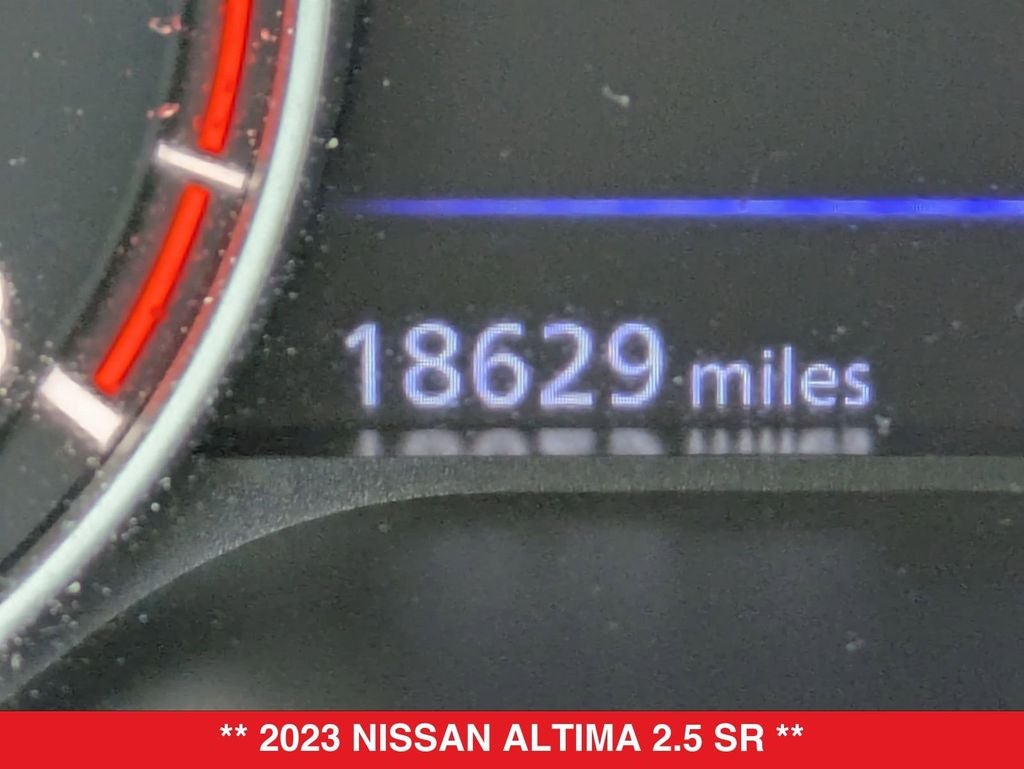 18629 miles
** 2023 NISSAN ALTIMA 2.5 SR **